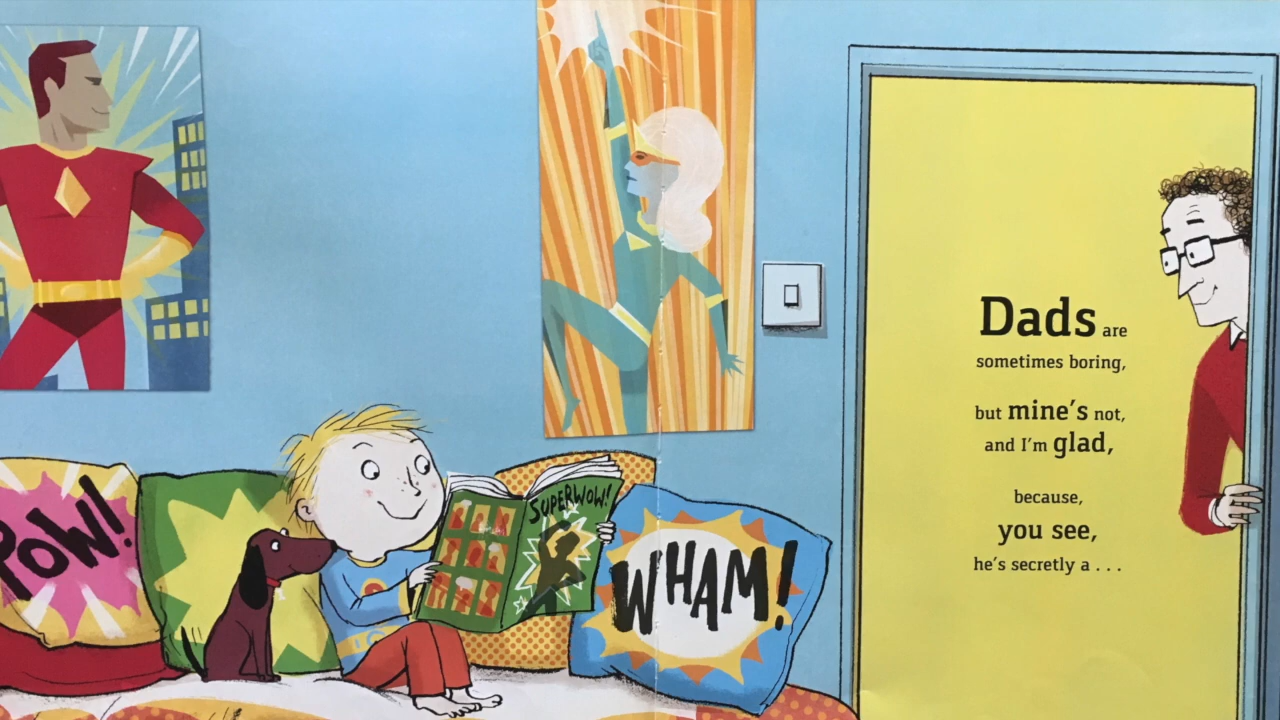 POW!
SUPERWOW!
WHAM!
Dads are
sometimes boring,
but mine's not,
and I'm glad,
because,
you see,
he's secretly a . . .